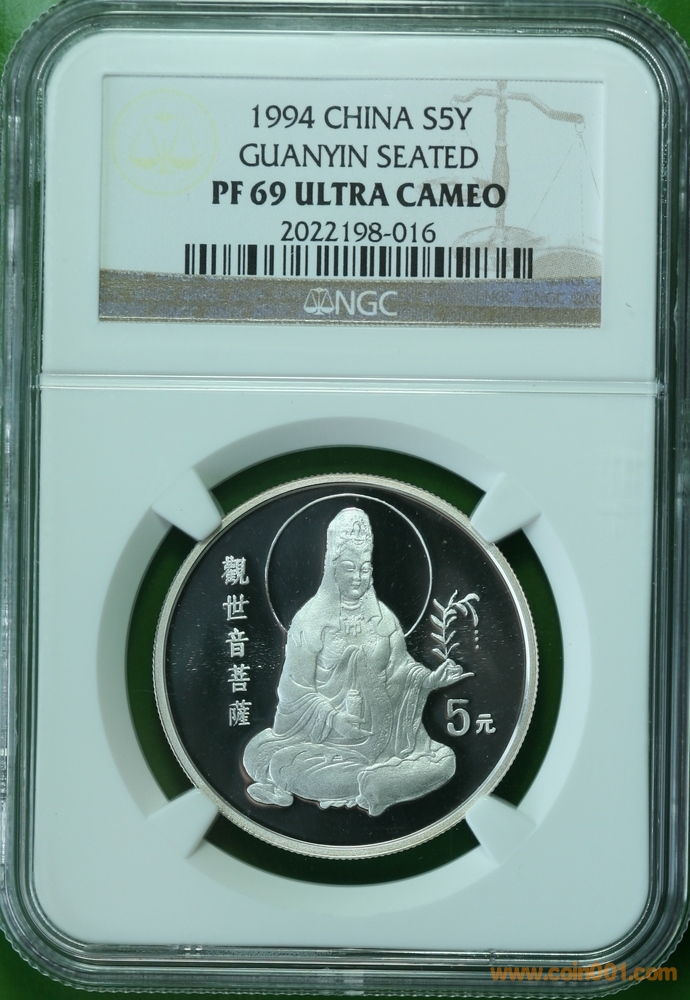 1994 CHINA S5Y
GUANYIN SEATED
PF 69 ULTRA CAMEO
2022198-016
NGC
觀世音菩薩
5元
www.coin001.com